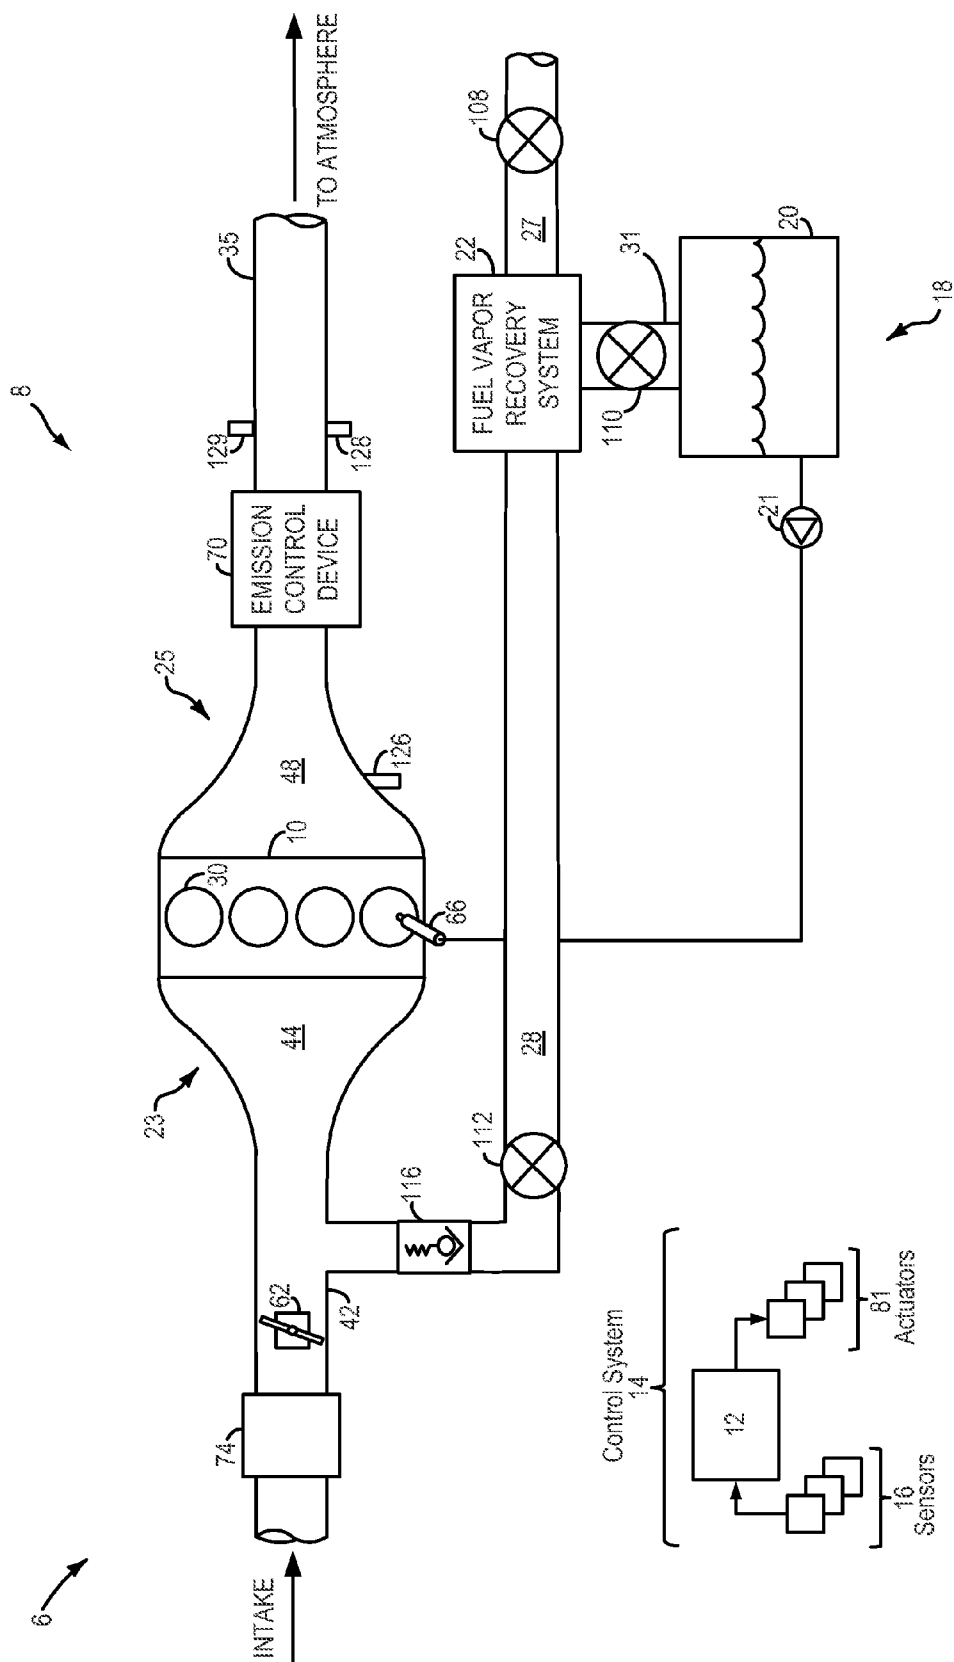 6
8
INTAKE
74
62
42
23
44
30
10
66
25
48
126
70
EMISSION
CONTROL
DEVICE
129
128
35
TO ATMOSPHERE
116
112
28
22
FUEL VAPOR
RECOVERY
SYSTEM
27
108
110
31
20
21
18
Control System
14
12
16
Sensors
81
Actuators